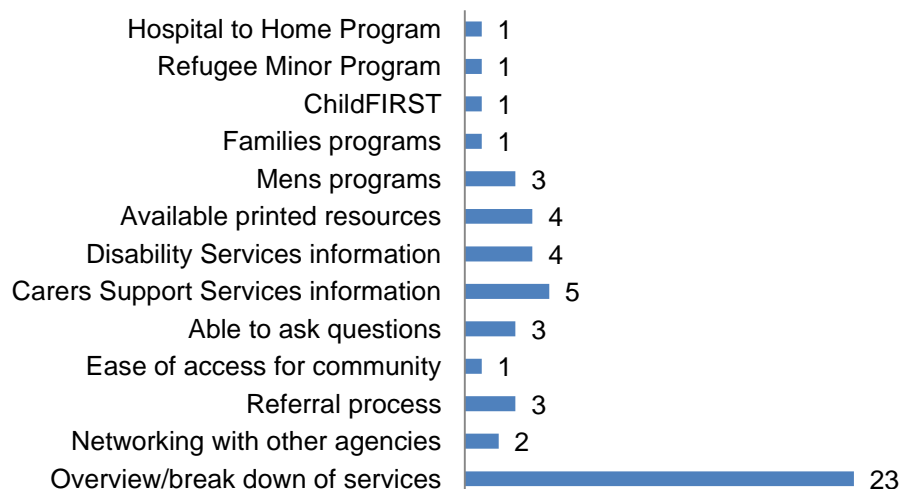 Hospital to Home Program 1
Refugee Minor Program 1
ChildFIRST 1
Families programs 1
Mens programs 3
Available printed resources 4
Disability Services information 4
Carers Support Services information 5
Able to ask questions 3
Ease of access for community 1
Referral process 3
Networking with other agencies 2
Overview/break down of services 23